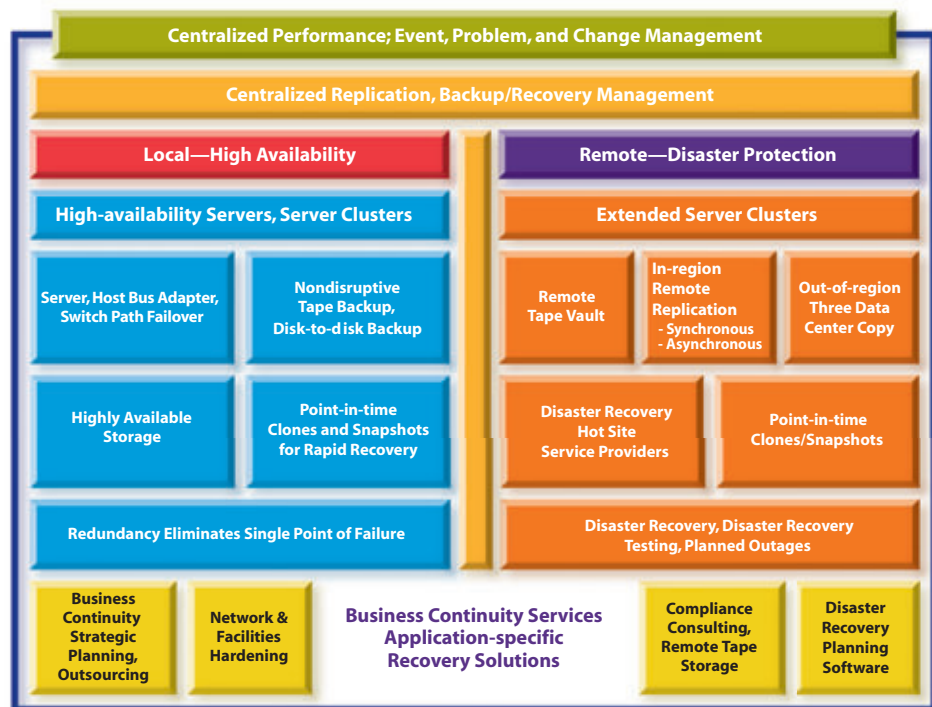 Centralized Performance; Event, Problem, and Change Management
Centralized Replication, Backup/Recovery Management
Local—High Availability
Remote—Disaster Protection
High-availability Servers, Server Clusters
Extended Server Clusters
Server, Host Bus Adapter,
Switch Path Failover
Nondisruptive
Tape Backup,
Disk-to-disk Backup
Remote
Tape Vault
In-region
Remote
Replication
- Synchronous
- Asynchronous
Out-of-region
Three Data
Center Copy
Highly Available
Storage
Point-in-time
Clones and Snapshots
for Rapid Recovery
Disaster Recovery
Hot Site
Service Providers
Point-in-time
Clones/Snapshots
Redundancy Eliminates Single Point of Failure
Disaster Recovery, Disaster Recovery
Testing, Planned Outages
Business
Continuity
Strategic
Planning,
Outsourcing
Network &
Facilities
Hardening
Business Continuity Services
Application-specific
Recovery Solutions
Compliance
Consulting,
Remote Tape
Storage
Disaster
Recovery
Planning
Software